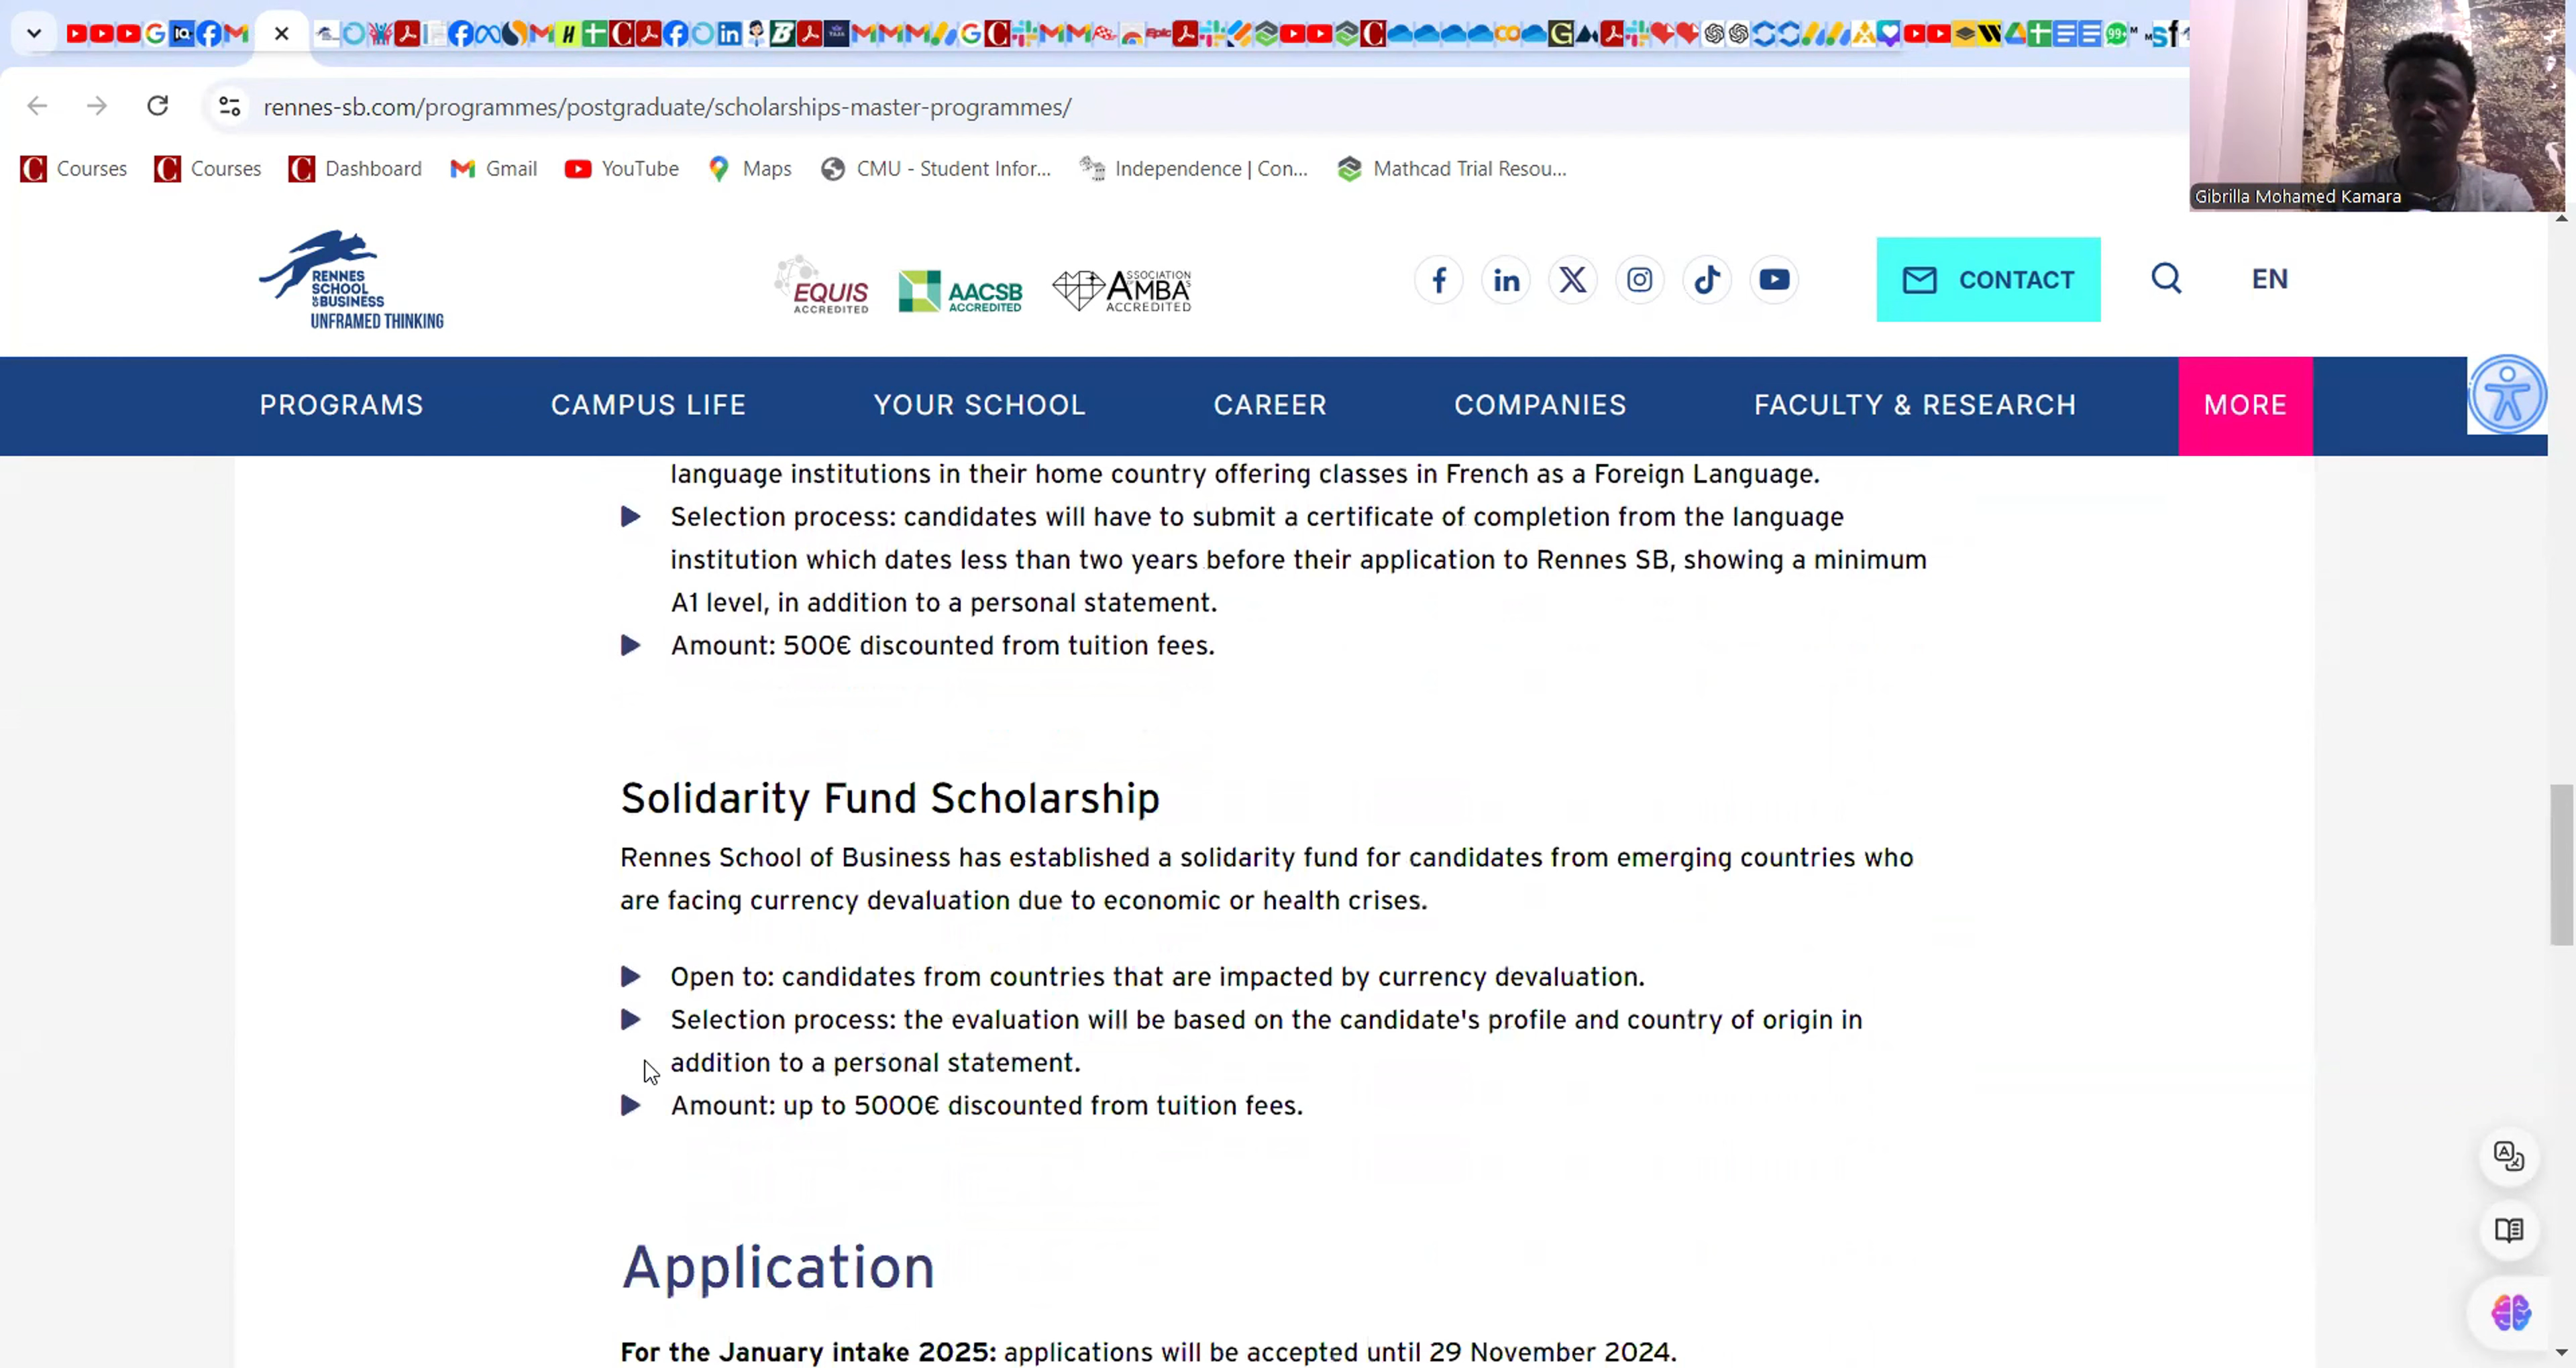 rennes-sb.com/programmes/postgraduate/scholarships-master-programmes/
Courses Courses Dashboard Gmail YouTube Maps CMU - Student Infor... Independence | Con... Mathcad Trial Resou...
Gibrilla Mohamed Kamara
RENNES
SCHOOL
OF BUSINESS
UNFRAMED THINKING
EQUIS
ACCREDITED
AACSB
ACCREDITED
ASSOCIATION
OF MBAs
ACCREDITED
CONTACT
EN
PROGRAMS CAMPUS LIFE YOUR SCHOOL CAREER COMPANIES FACULTY & RESEARCH MORE
language institutions in their home country offering classes in French as a Foreign Language.
Selection process: candidates will have to submit a certificate of completion from the language
institution which dates less than two years before their application to Rennes SB, showing a minimum
A1 level, in addition to a personal statement.
Amount: 500€ discounted from tuition fees.
Solidarity Fund Scholarship
Rennes School of Business has established a solidarity fund for candidates from emerging countries who
are facing currency devaluation due to economic or health crises.
Open to: candidates from countries that are impacted by currency devaluation.
Selection process: the evaluation will be based on the candidate's profile and country of origin in
addition to a personal statement.
Amount: up to 5000€ discounted from tuition fees.
Application
For the January intake 2025: applications will be accepted until 29 November 2024.